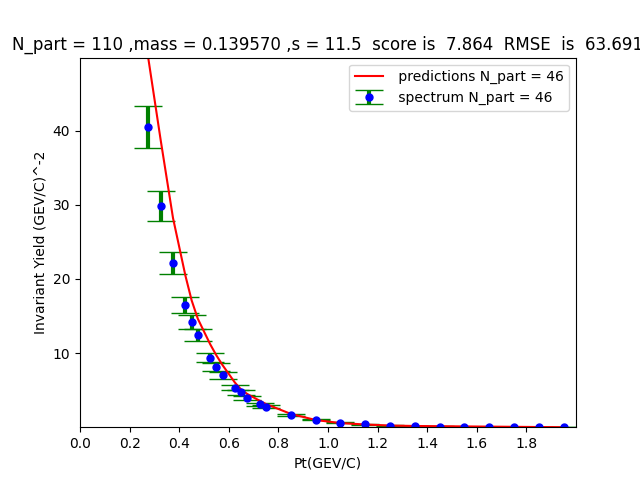 N_part = 110 ,mass = 0.139570 ,s = 11.5 score is 7.864 RMSE is 63.691
predictions N_part = 46
spectrum N_part = 46
Invariant Yield (GEV/C)^-2
40
30
20
10
0.0 0.2 0.4 0.6 0.8 1.0 1.2 1.4 1.6 1.8
Pt(GEV/C)